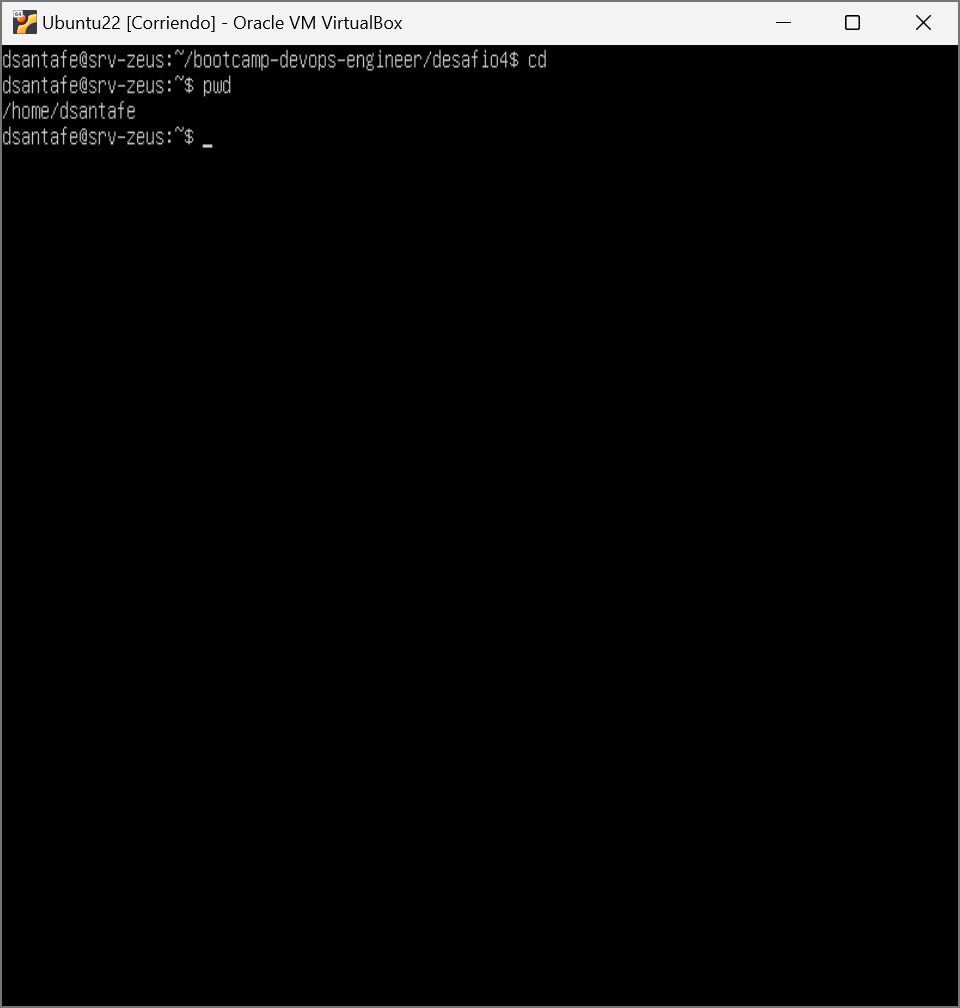 Ubuntu22 [Corriendo] - Oracle VM VirtualBox
dsantafe@srv-zeus:~/bootcamp-devops-engineer/desafio4$ cd
dsantafe@srv-zeus:~$ pwd
/home/dsantafe
dsantafe@srv-zeus:~$ _